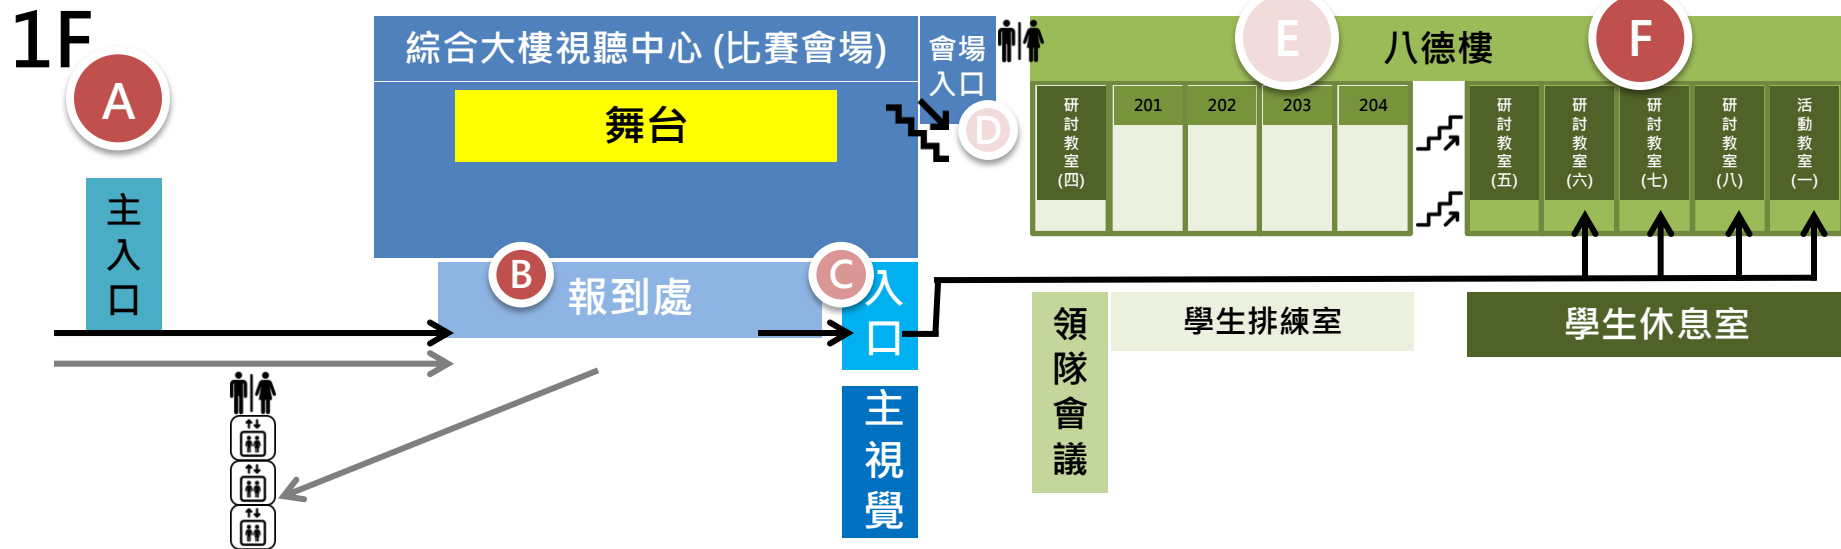 1F
A
主入口
綜合大樓視聽中心 (比賽會場)
舞台
會場
入口
D
B
報到處
C
入口
主視覺
E
八德樓
F
研討教室(四)
201
202
203
204
研討教室(五)
研討教室(六)
研討教室(七)
研討教室(八)
活動教室(一)
領隊會議
學生排練室
學生休息室